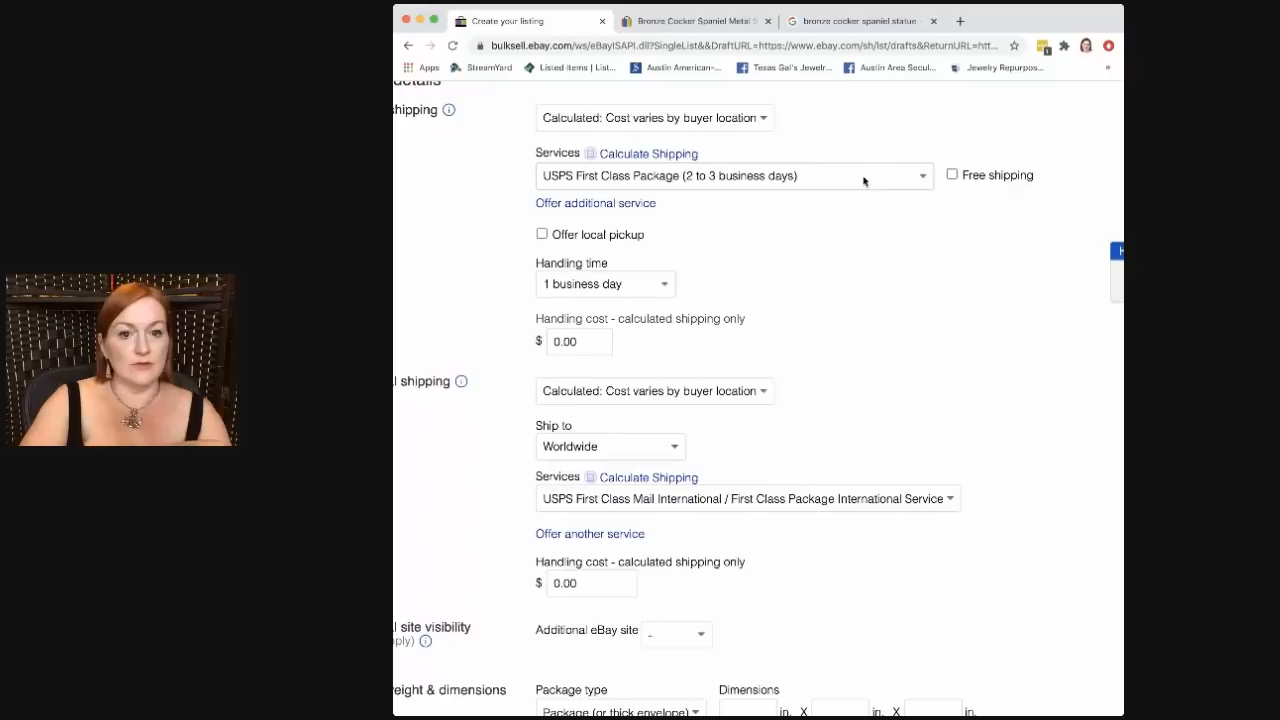 Create your listing
Bronze Cocker Spaniel Metal S
bronze cocker spaniel statue -
bulksell.ebay.com/ws/eBayISAPI.dll?SingleList&&DraftURL=https://www.ebay.com/sh/lst/drafts&ReturnURL=htt...
Apps
StreamYard
Listed Items | List...
Austin American-...
Texas Gal's Jewelr...
Austin Area Secul...
Jewelry Repurpos...
»
details
shipping
Calculated: Cost varies by buyer location
Services Calculate Shipping
USPS First Class Package (2 to 3 business days)
Free shipping
Offer additional service
Offer local pickup
Handling time
1 business day
Handling cost - calculated shipping only
$ 0.00
l shipping
Calculated: Cost varies by buyer location
Ship to
Worldwide
Services Calculate Shipping
USPS First Class Mail International / First Class Package International Service
Offer another service
Handling cost - calculated shipping only
$ 0.00
l site visibility
Additional eBay site
-
ply)
eight & dimensions
Package type
Dimensions
Package (or thick envelope)
in. X in. X in.